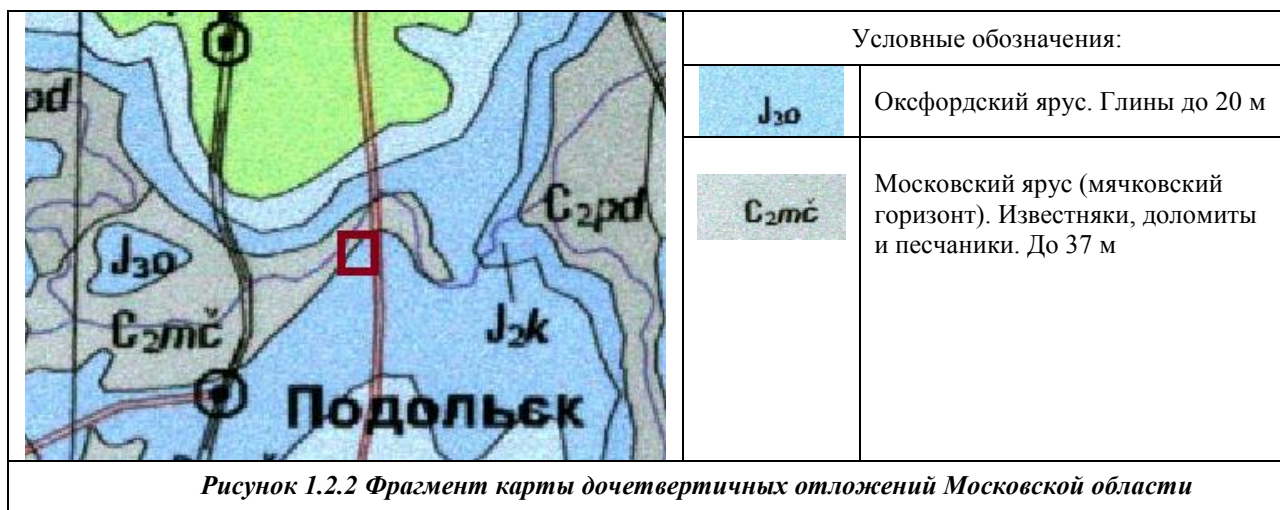 Условные обозначения:
pd
J₃o
Оксфордский ярус. Глины до 20 м
C₂pd
C₂mč
Московский ярус (мячковский
горизонт). Известняки, доломиты
и песчаники. До 37 м
J₃o
C₂mč
J₂k
Подольск
Рисунок 1.2.2 Фрагмент карты дочетвертичных отложений Московской области